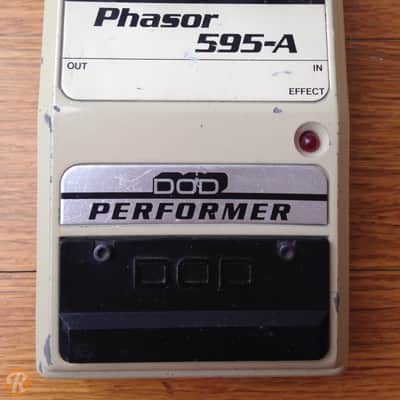 Phasor
595-A
OUT IN
EFFECT
DOD
PERFORMER
DOD
R